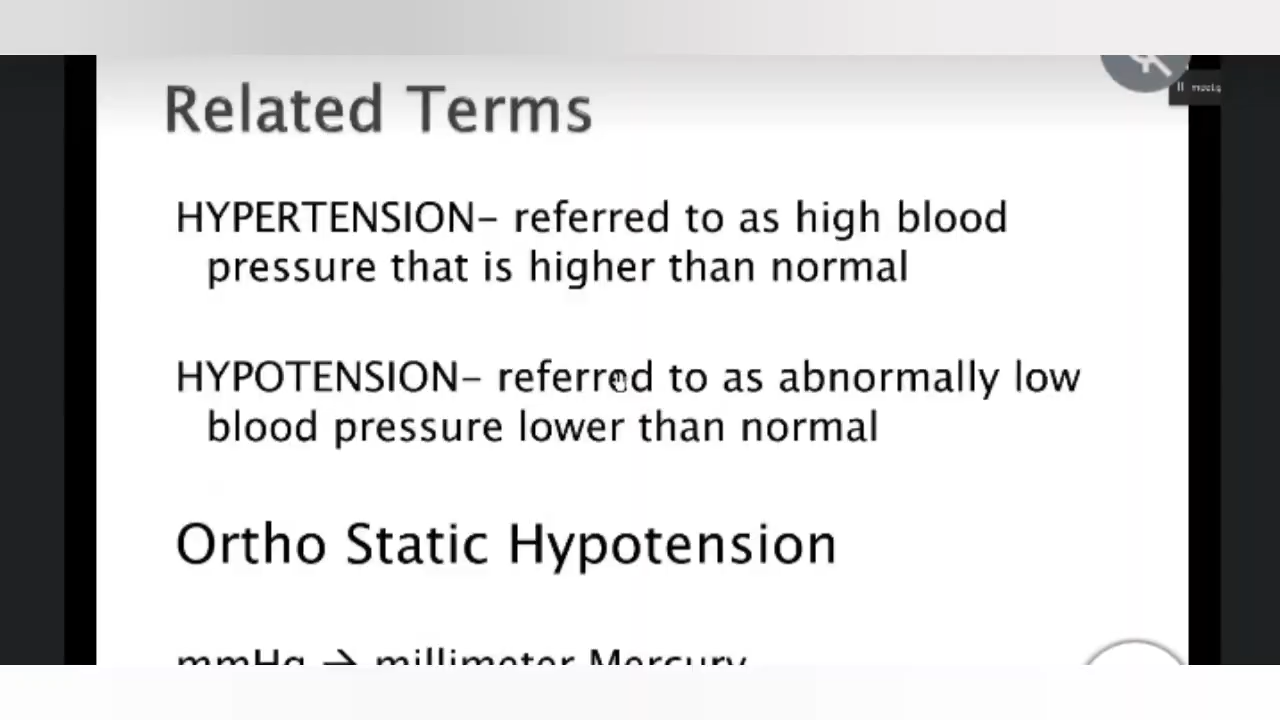 Related Terms
HYPERTENSION- referred to as high blood
pressure that is higher than normal
HYPOTENSION- referred to as abnormally low
blood pressure lower than normal
Ortho Static Hypotension
mmHg → millimeter Mercury